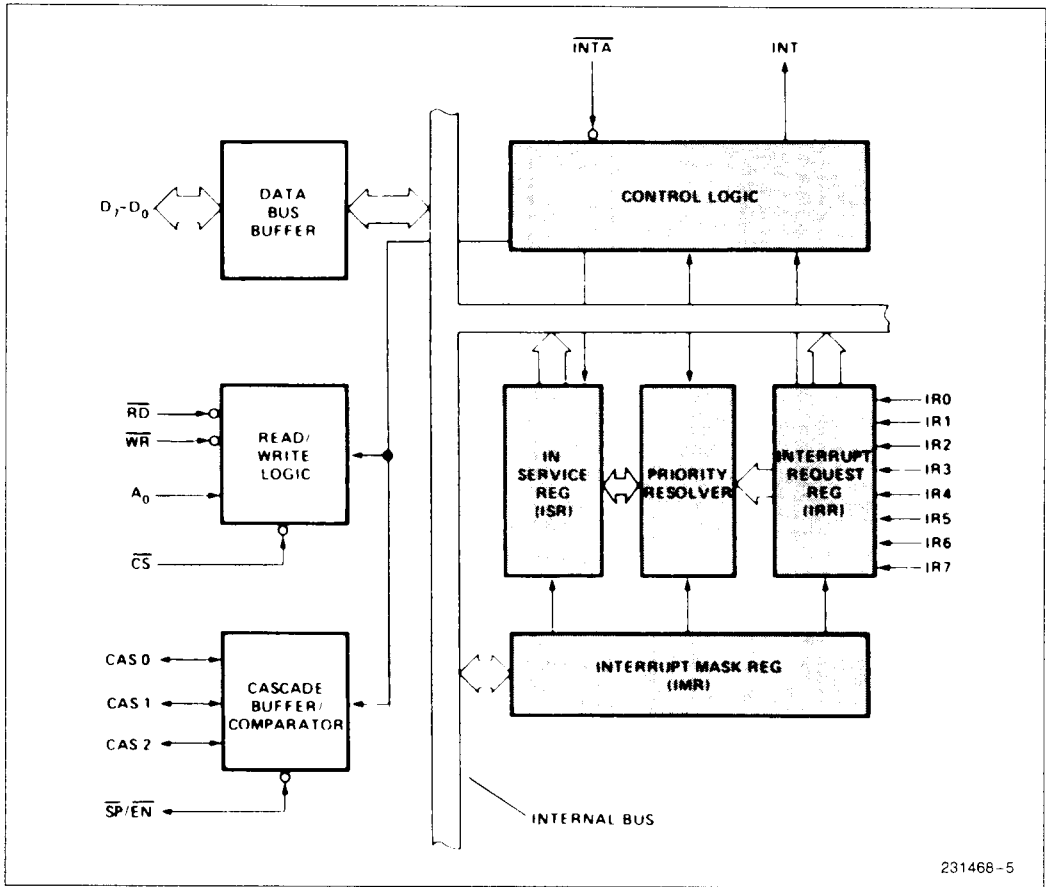 INTA
INT
DATA
BUS
BUFFER
D7-D0
CONTROL LOGIC
RD
WR
A0
CS
READ/
WRITE
LOGIC
IN
SERVICE
REG
(ISR)
PRIORITY
RESOLVER
INTERRUPT
REQUEST
REG
(IRR)
IR0
IR1
IR2
IR3
IR4
IR5
IR6
IR7
CAS 0
CAS 1
CAS 2
CASCADE
BUFFER/
COMPARATOR
SP/EN
INTERRUPT MASK REG
(IMR)
INTERNAL BUS
231468-5